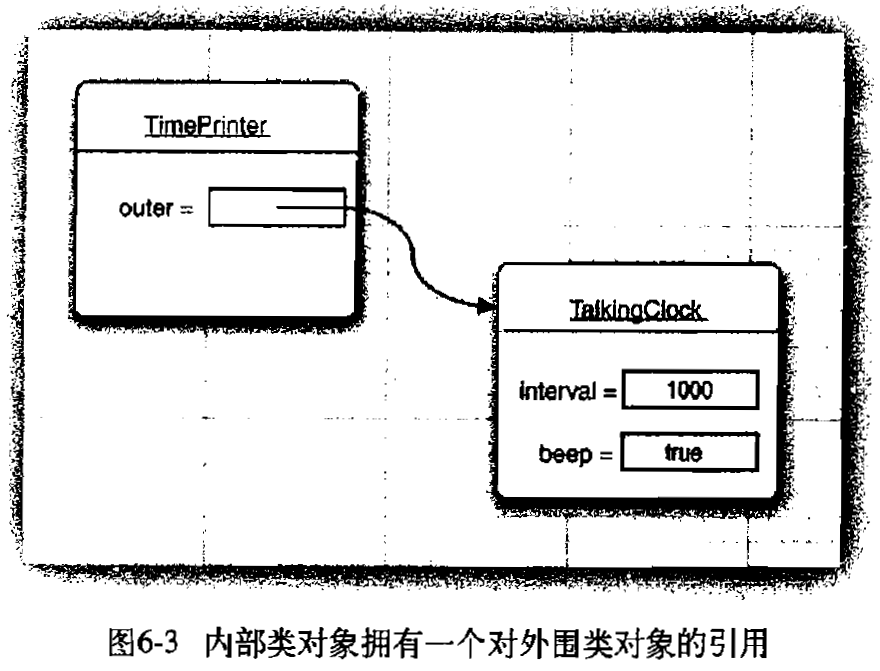 TimePrinter
outer =
TalkingClock
interval = 1000
beep = true
图6-3 内部类对象拥有一个对外围类对象的引用